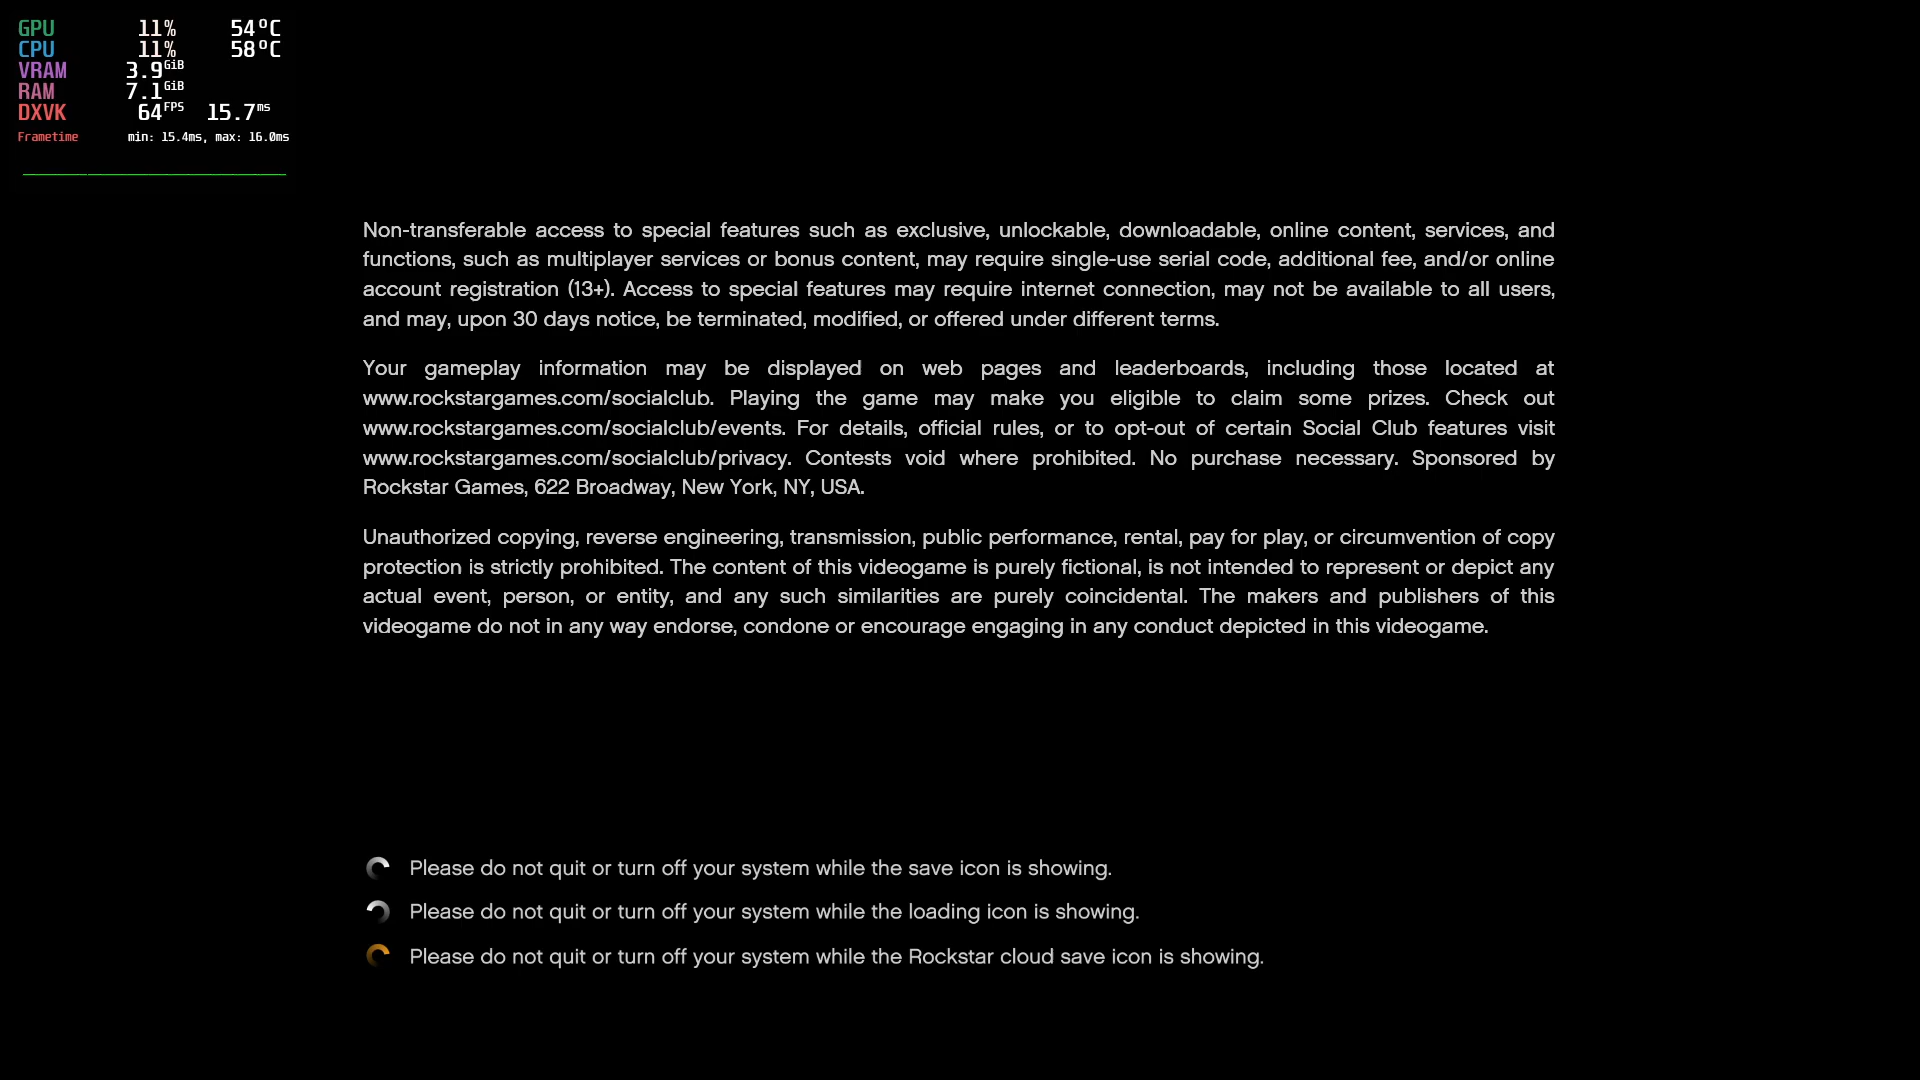 GPU 11% 54°C
CPU 11% 58°C
VRAM 3.9GiB
RAM 7.1GiB
DXVK 64FPS 15.7ms
Frametime min: 15.4ms, max: 16.0ms
Non-transferable access to special features such as exclusive, unlockable, downloadable, online content, services, and
functions, such as multiplayer services or bonus content, may require single-use serial code, additional fee, and/or online
account registration (13+). Access to special features may require internet connection, may not be available to all users,
and may, upon 30 days notice, be terminated, modified, or offered under different terms.
Your gameplay information may be displayed on web pages and leaderboards, including those located at
www.rockstargames.com/socialclub. Playing the game may make you eligible to claim some prizes. Check out
www.rockstargames.com/socialclub/events. For details, official rules, or to opt-out of certain Social Club features visit
www.rockstargames.com/socialclub/privacy. Contests void where prohibited. No purchase necessary. Sponsored by
Rockstar Games, 622 Broadway, New York, NY, USA.
Unauthorized copying, reverse engineering, transmission, public performance, rental, pay for play, or circumvention of copy
protection is strictly prohibited. The content of this videogame is purely fictional, is not intended to represent or depict any
actual event, person, or entity, and any such similarities are purely coincidental. The makers and publishers of this
videogame do not in any way endorse, condone or encourage engaging in any conduct depicted in this videogame.
Please do not quit or turn off your system while the save icon is showing.
Please do not quit or turn off your system while the loading icon is showing.
Please do not quit or turn off your system while the Rockstar cloud save icon is showing.